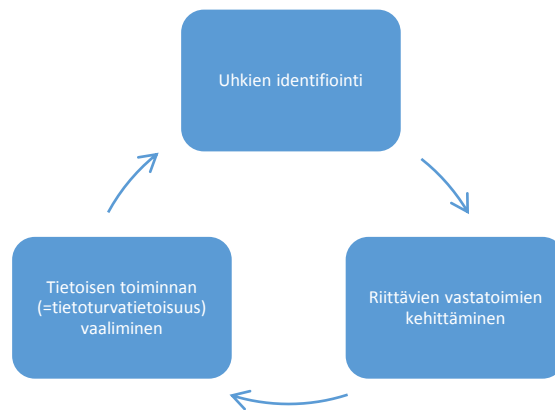 Uhkien identifiointi
Riittävien vastatoimien
kehittäminen
Tietoisen toiminnan
(=tietoturvatietoisuus)
vaaliminen